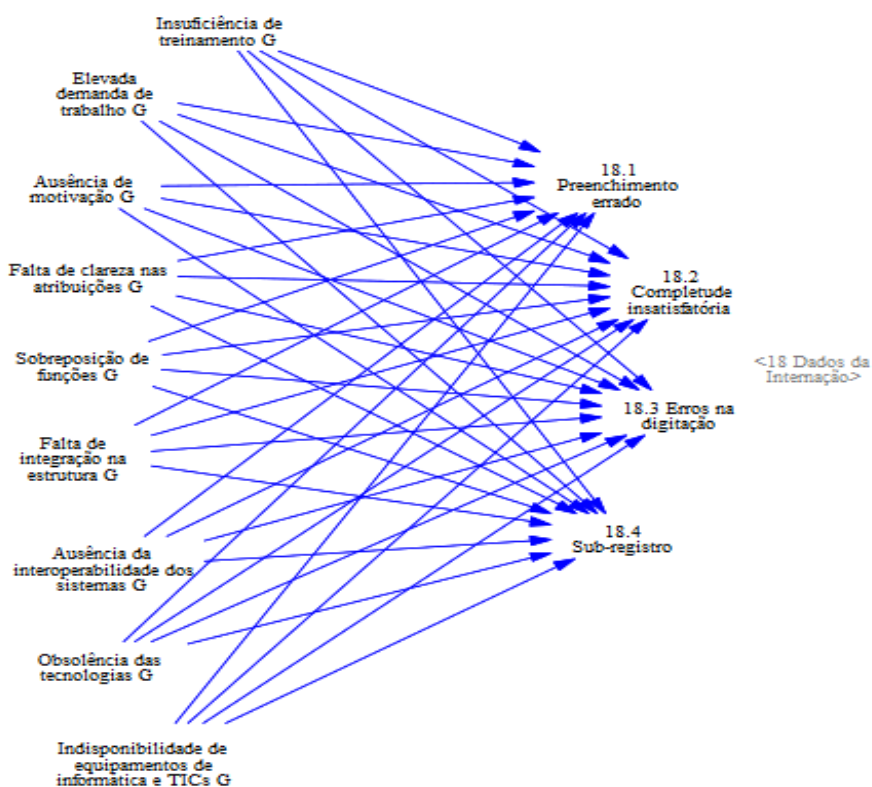 Insuficiência de
treinamento G
Elevada
demanda de
trabalho G
Ausência de
motivação G
Falta de clareza nas
atribuições G
Sobreposição de
funções G
Falta de
integração na
estrutura G
Ausência da
interoperabilidade dos
sistemas G
Obsolência das
tecnologias G
Indisponibilidade de
equipamentos de
informática e TICs G
18.1
Preenchimento
errado
18.2
Completude
insatisfatória
18.3 Erros na
digitação
18.4
Sub-registro
<18 Dados da
Internação>